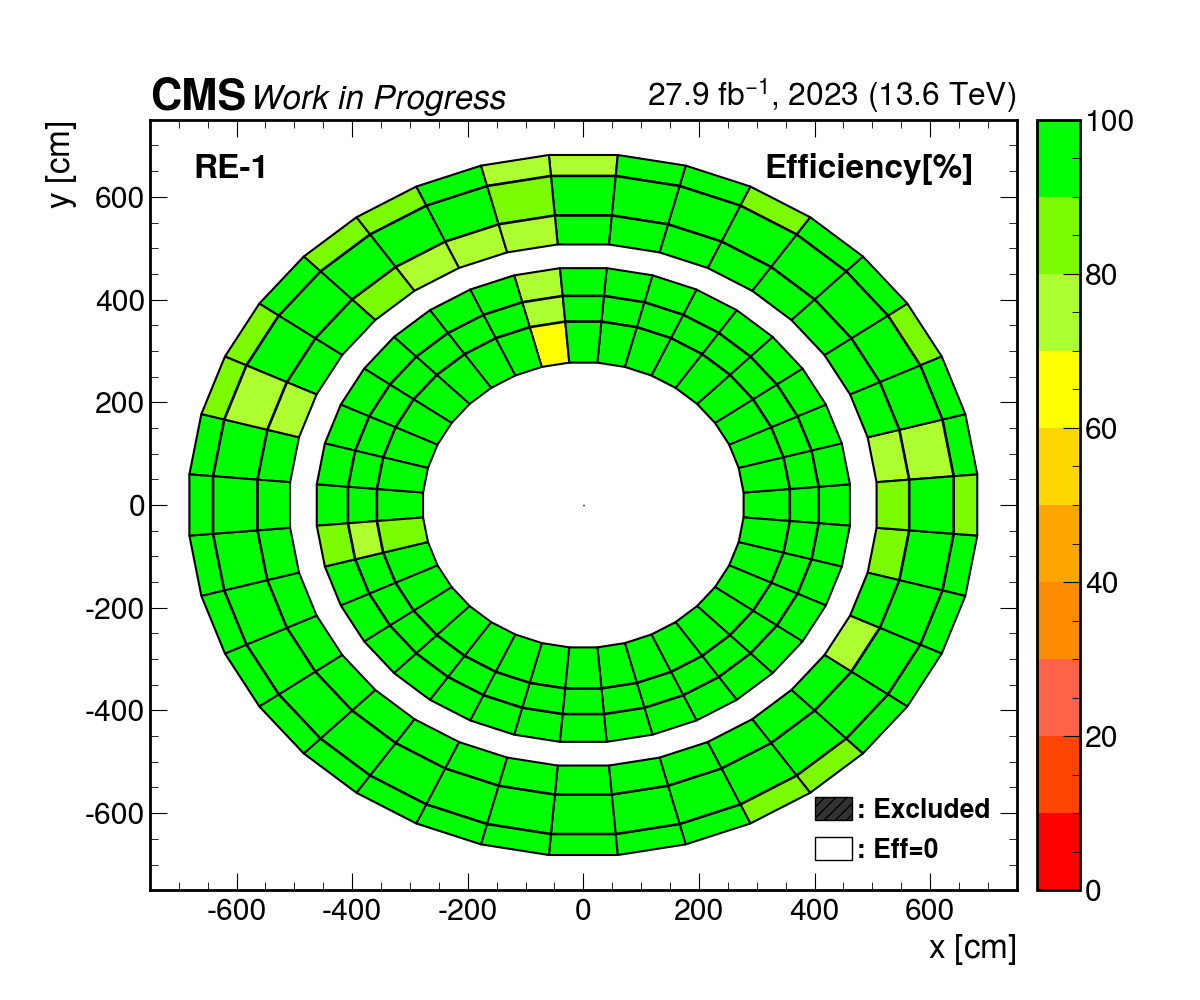 CMS Work in Progress 27.9 fb⁻¹, 2023 (13.6 TeV)
y [cm]
RE-1 Efficiency[%]
600
400
200
0
-200
-400
-600
: Excluded
: Eff=0
-600 -400 -200 0 200 400 600
x [cm]
100
80
60
40
20
0